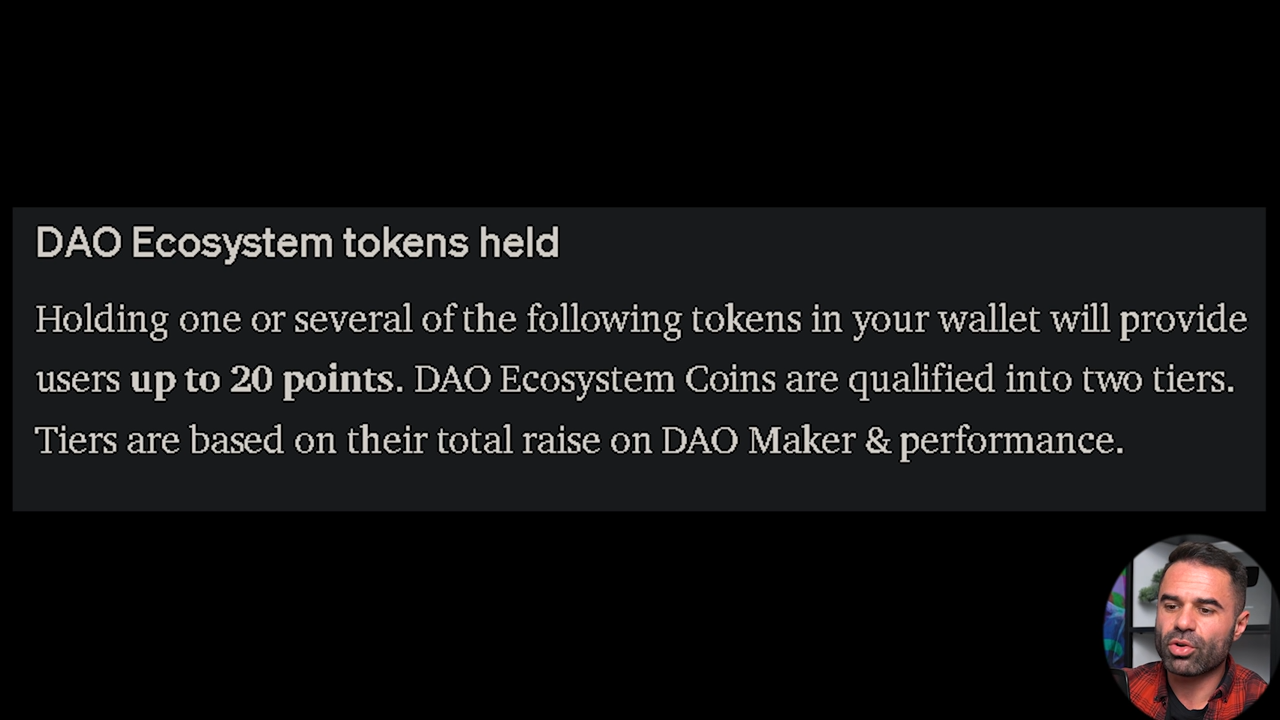 DAO Ecosystem tokens held
Holding one or several of the following tokens in your wallet will provide
users up to 20 points. DAO Ecosystem Coins are qualified into two tiers.
Tiers are based on their total raise on DAO Maker & performance.